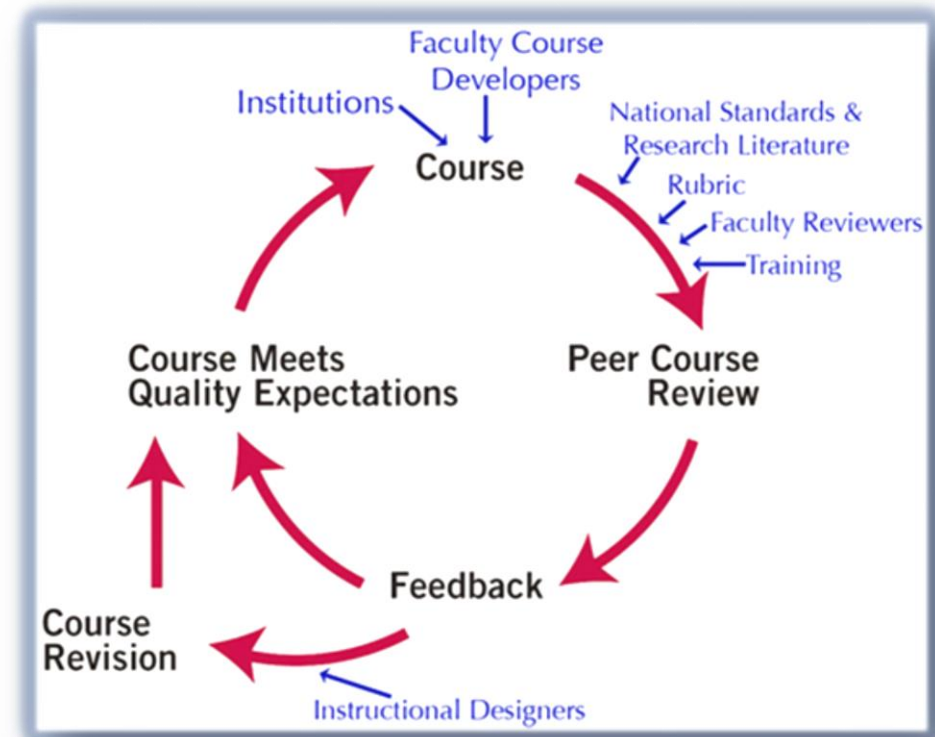 Faculty Course
Developers
Institutions
Course
National Standards &
Research Literature
Rubric
Faculty Reviewers
Training
Course Meets
Quality Expectations
Peer Course
Review
Feedback
Course
Revision
Instructional Designers